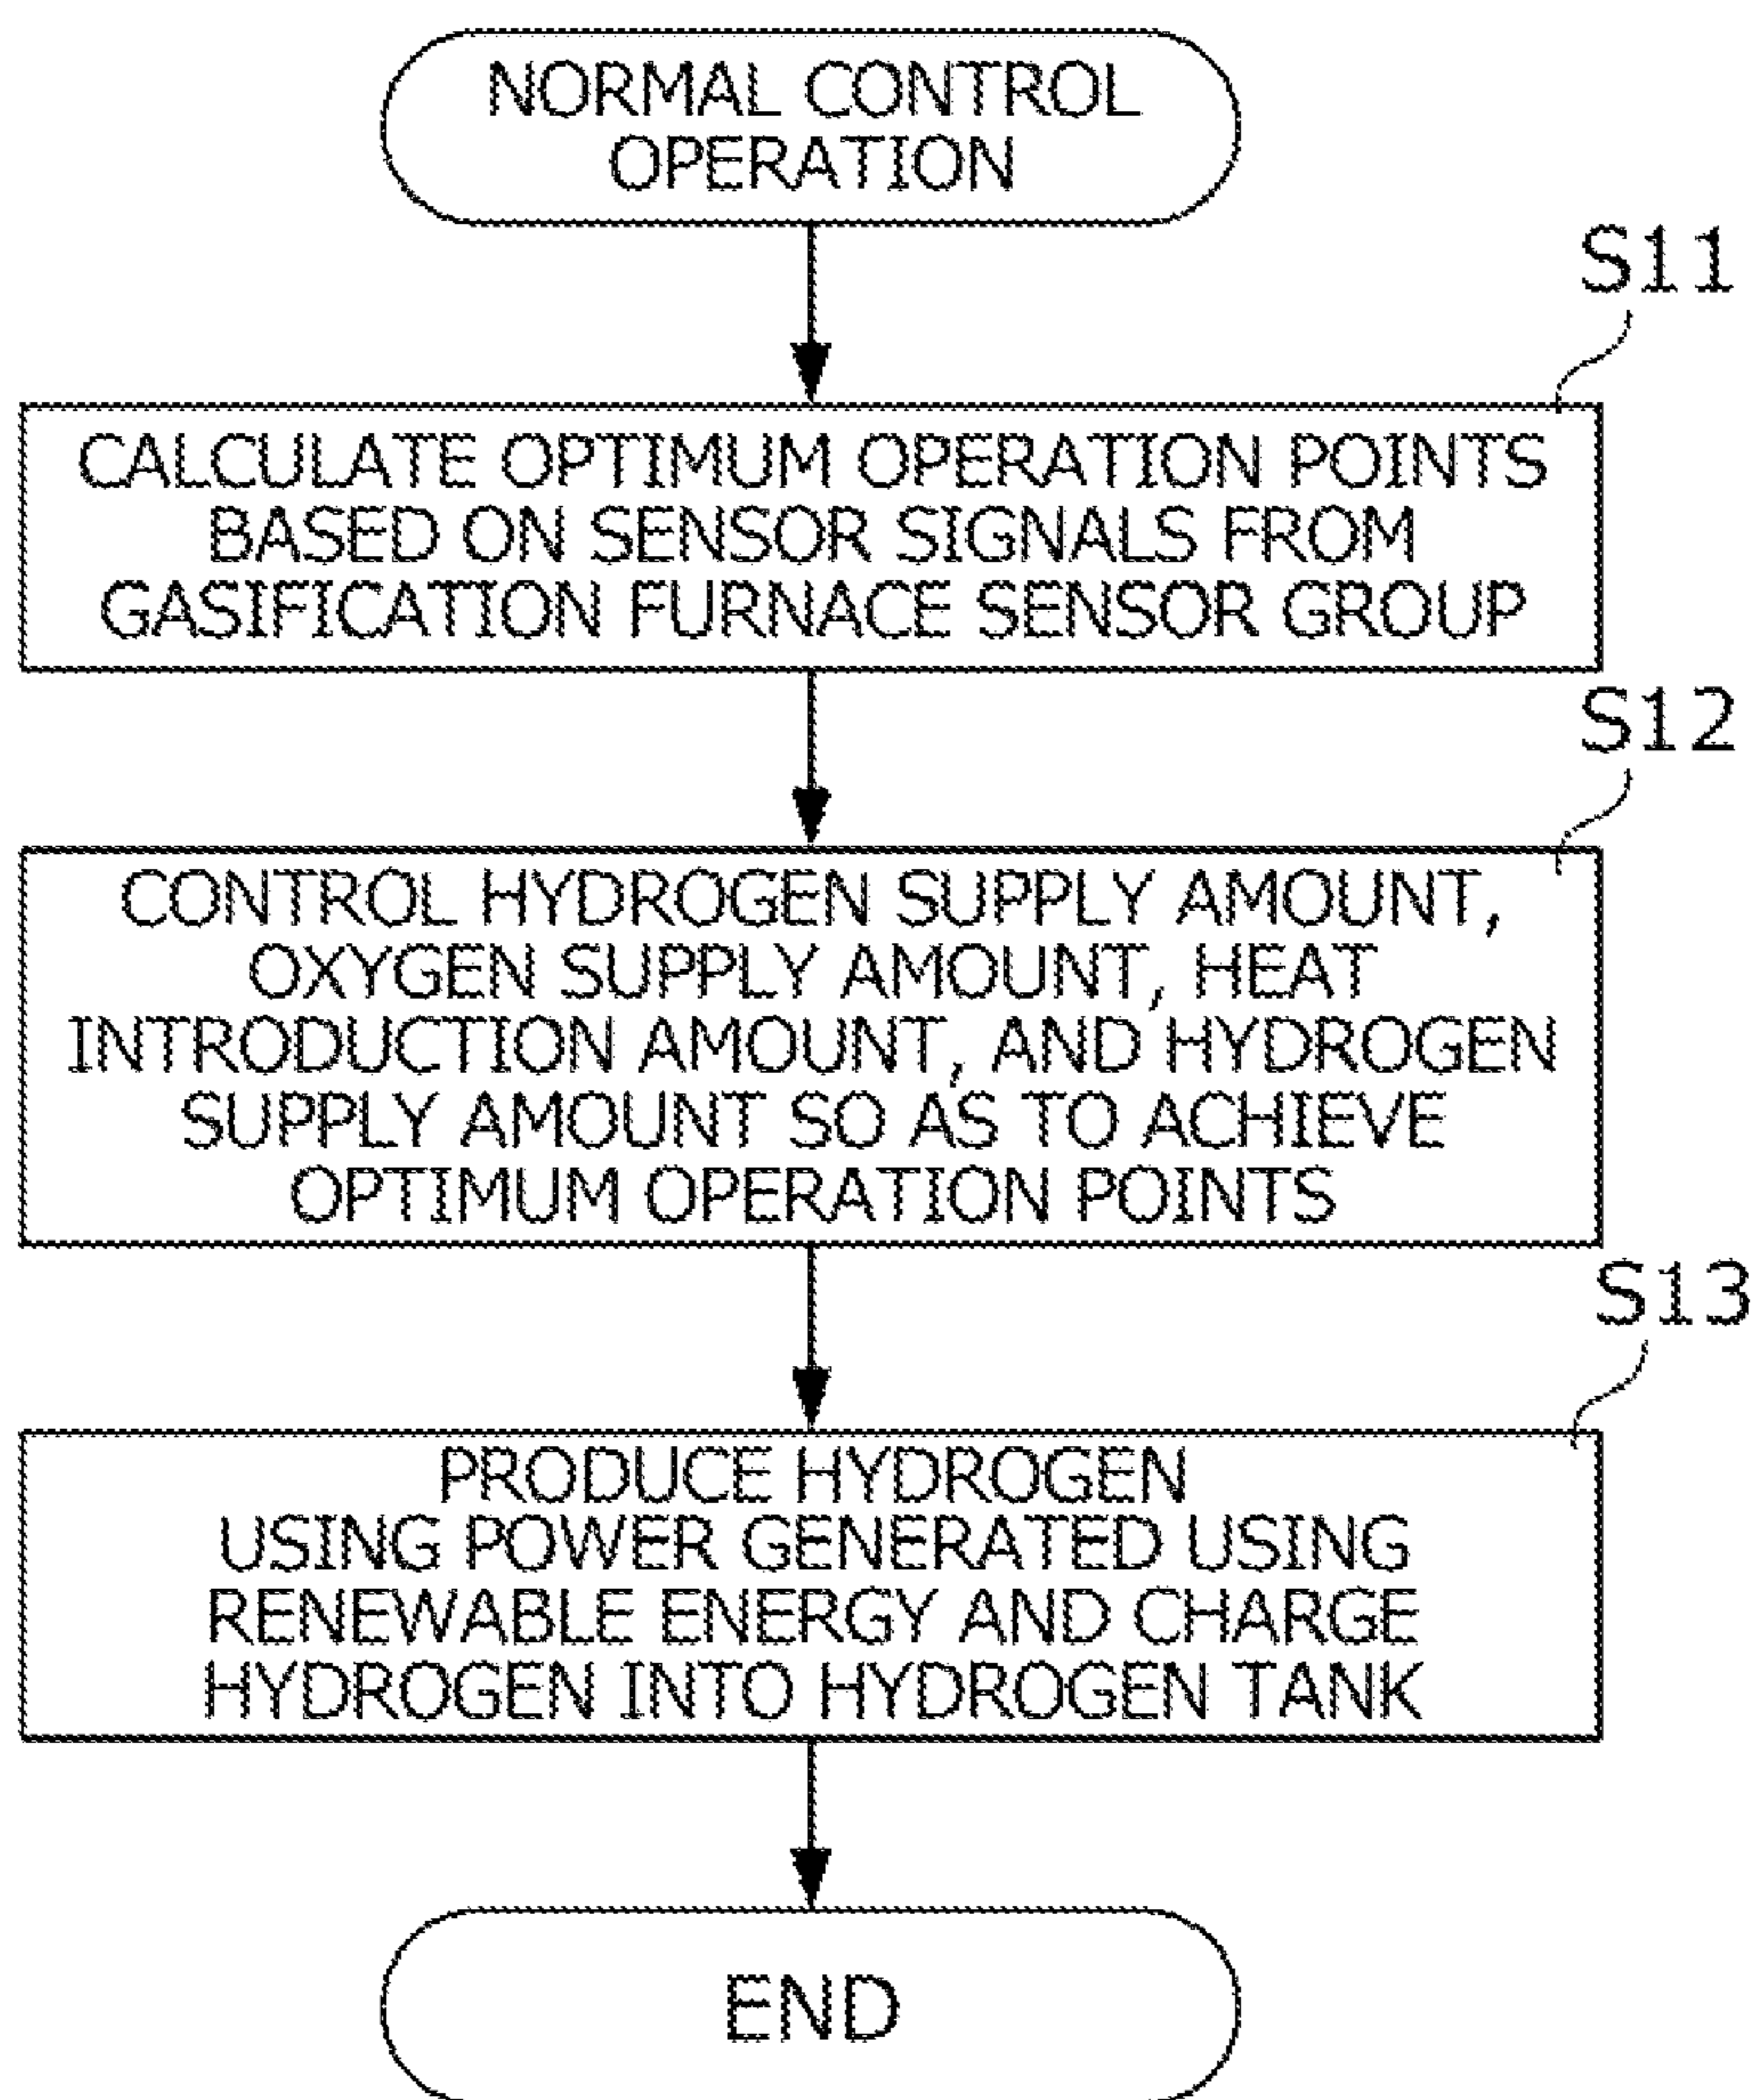 NORMAL CONTROL
OPERATION
S11
CALCULATE OPTIMUM OPERATION POINTS
BASED ON SENSOR SIGNALS FROM
GASIFICATION FURNACE SENSOR GROUP
S12
CONTROL HYDROGEN SUPPLY AMOUNT,
OXYGEN SUPPLY AMOUNT, HEAT
INTRODUCTION AMOUNT, AND HYDROGEN
SUPPLY AMOUNT SO AS TO ACHIEVE
OPTIMUM OPERATION POINTS
S13
PRODUCE HYDROGEN
USING POWER GENERATED USING
RENEWABLE ENERGY AND CHARGE
HYDROGEN INTO HYDROGEN TANK
END